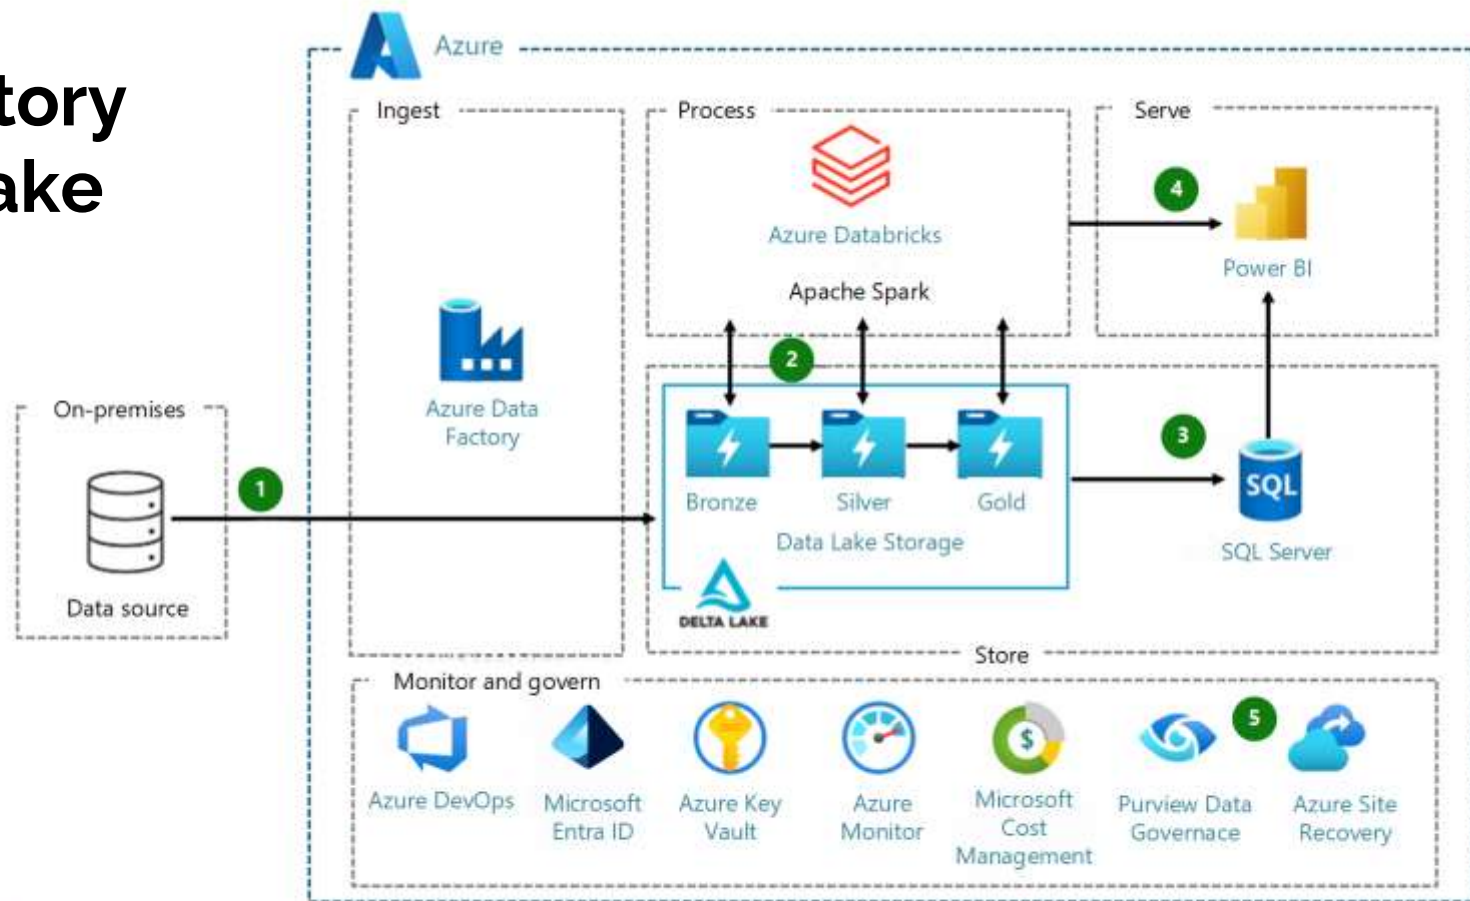 tory
ake
Azure
Ingest
Process
Serve
Azure Databricks
Apache Spark
4
Power BI
Azure Data
Factory
On-premises
Data source
1
2
3
Bronze
Silver
Gold
Data Lake Storage
DELTA LAKE
SQL
SQL Server
Store
Monitor and govern
5
Azure DevOps
Microsoft
Entra ID
Azure Key
Vault
Azure
Monitor
$
Microsoft
Cost
Management
Purview Data
Governace
Azure Site
Recovery